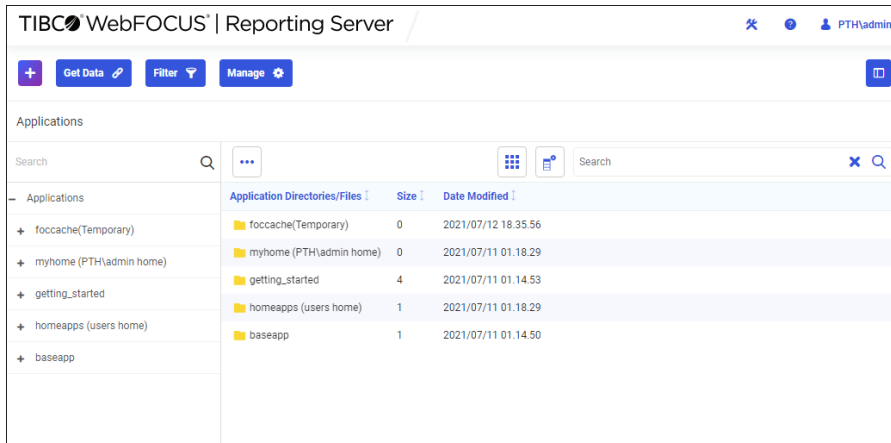 TIBCO® WebFOCUS® | Reporting Server
PTH\admin
+ Get Data Filter Manage
Applications
Search
Search
Applications
foccache(Temporary)
myhome (PTH\admin home)
getting_started
homeapps (users home)
baseapp
Application Directories/Files Size Date Modified
foccache(Temporary) 0 2021/07/12 18.35.56
myhome (PTH\admin home) 0 2021/07/11 01.18.29
getting_started 4 2021/07/11 01.14.53
homeapps (users home) 1 2021/07/11 01.18.29
baseapp 1 2021/07/11 01.14.50